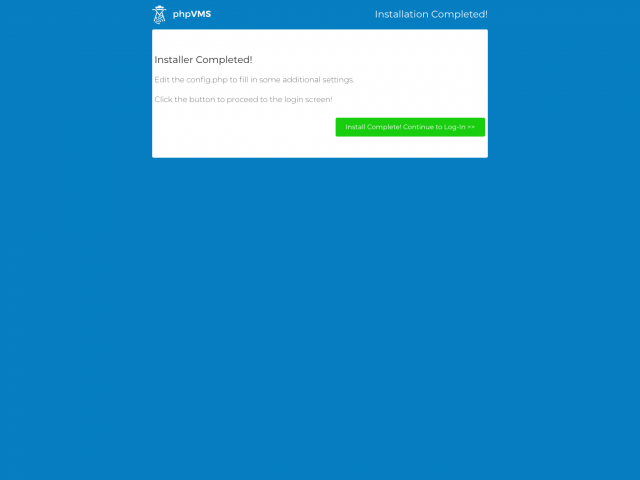 phpVMS
Installation Completed!
Installer Completed!
Edit the config.php to fill in some additional settings.
Click the button to proceed to the login screen!
Install Complete! Continue to Log-In >>